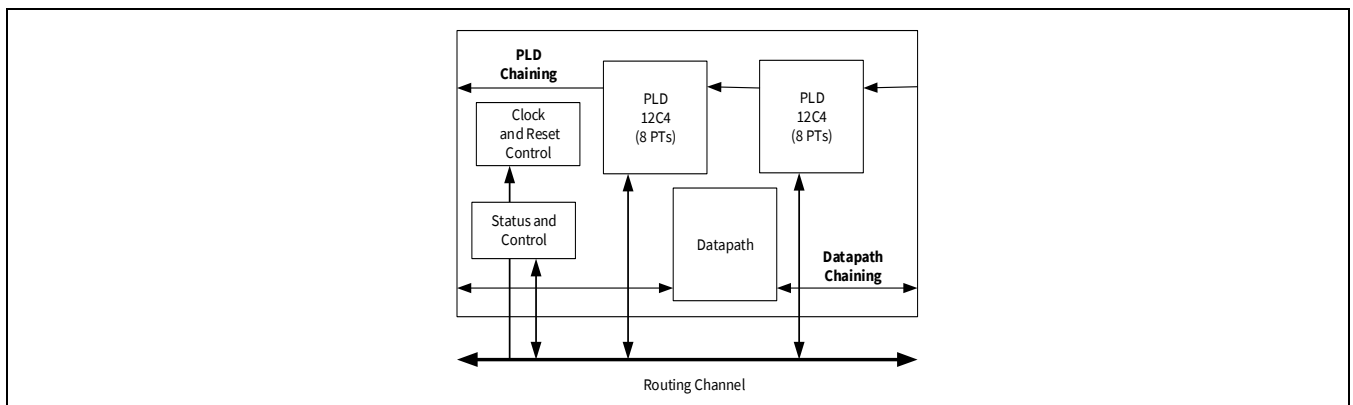 PLD
Chaining
PLD
12C4
(8 PTs)
PLD
12C4
(8 PTs)
Clock
and Reset
Control
Status and
Control
Datapath
Datapath
Chaining
Routing Channel